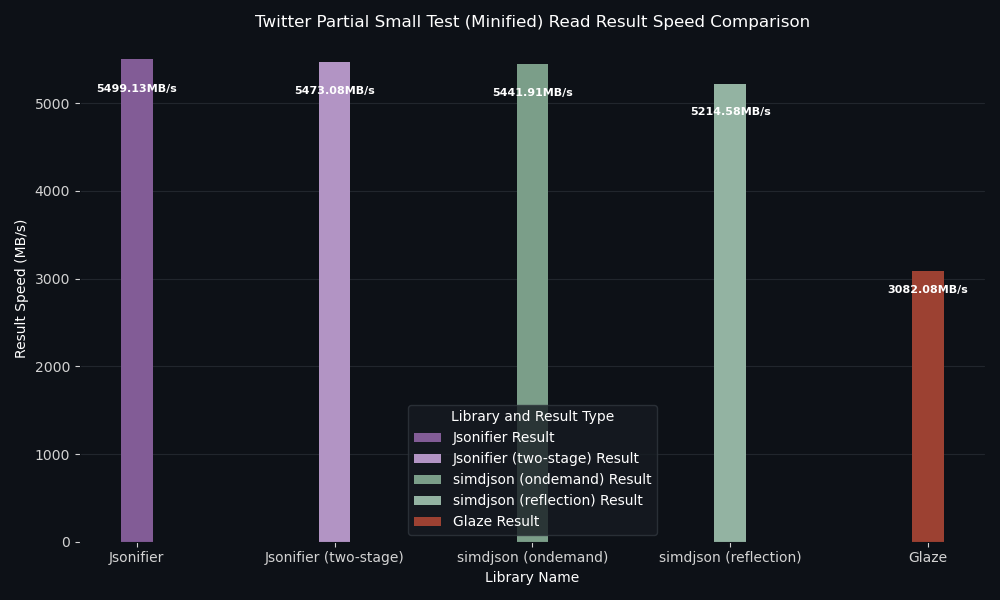 Twitter Partial Small Test (Minified) Read Result Speed Comparison
Result Speed (MB/s)
5000
4000
3000
2000
1000
0
5499.13MB/s
5473.08MB/s
5441.91MB/s
5214.58MB/s
3082.08MB/s
Library and Result Type
Jsonifier Result
Jsonifier (two-stage) Result
simdjson (ondemand) Result
simdjson (reflection) Result
Glaze Result
Jsonifier
Jsonifier (two-stage)
simdjson (ondemand)
simdjson (reflection)
Glaze
Library Name